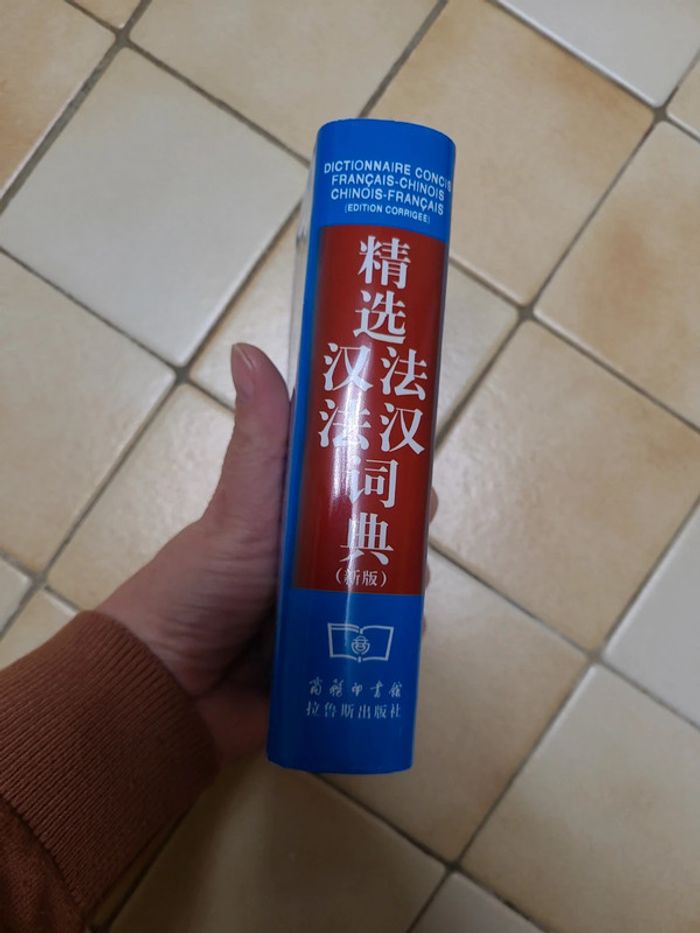 DICTIONNAIRE CONCIS
FRANÇAIS-CHINOIS
CHINOIS-FRANÇAIS
(EDITION CORRIGEE)
精
选
汉法
法汉
词
典
(新版)
商务印书馆
拉鲁斯出版社